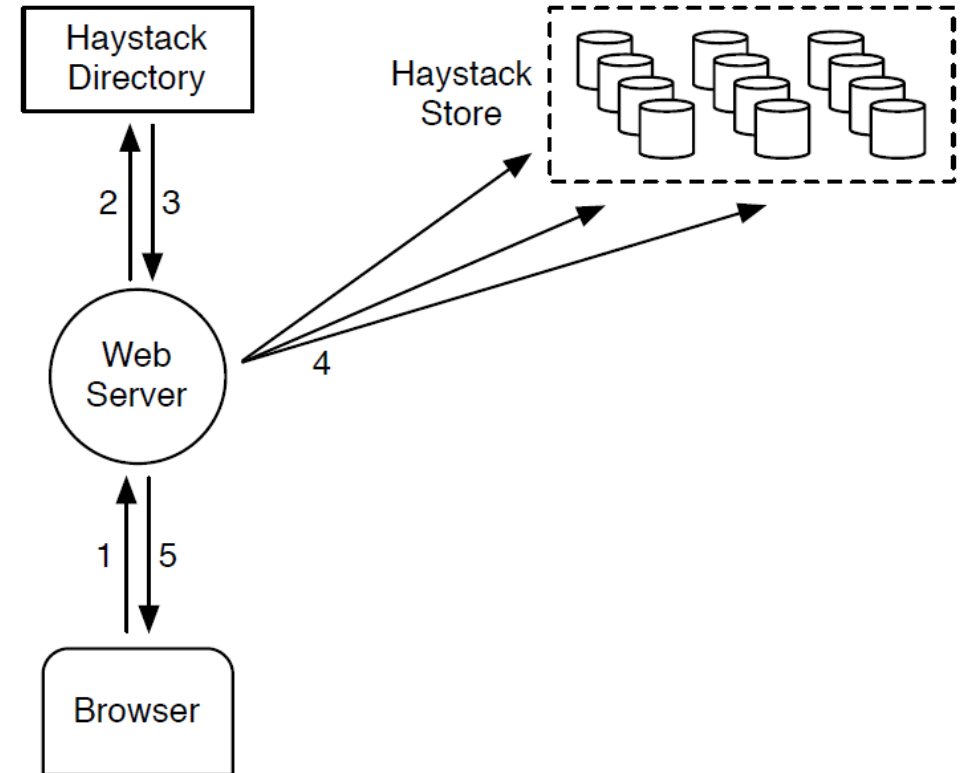 Haystack
Directory
Haystack
Store
2
3
Web
Server
4
1
5
Browser